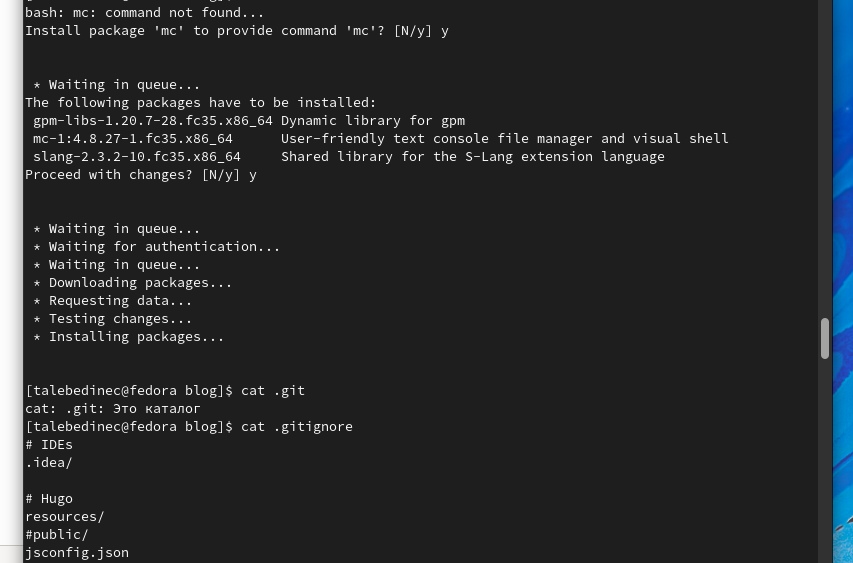 bash: mc: command not found...
Install package 'mc' to provide command 'mc'? [N/y] y
 * Waiting in queue...
The following packages have to be installed:
 gpm-libs-1.20.7-28.fc35.x86_64 Dynamic library for gpm
 mc-1:4.8.27-1.fc35.x86_64      User-friendly text console file manager and visual shell
 slang-2.3.2-10.fc35.x86_64     Shared library for the S-Lang extension language
Proceed with changes? [N/y] y
 * Waiting in queue...
 * Waiting for authentication...
 * Waiting in queue...
 * Downloading packages...
 * Requesting data...
 * Testing changes...
 * Installing packages...
[talebedinec@fedora blog]$ cat .git
cat: .git: Это каталог
[talebedinec@fedora blog]$ cat .gitignore
# IDEs
.idea/
# Hugo
resources/
#public/
jsconfig.json